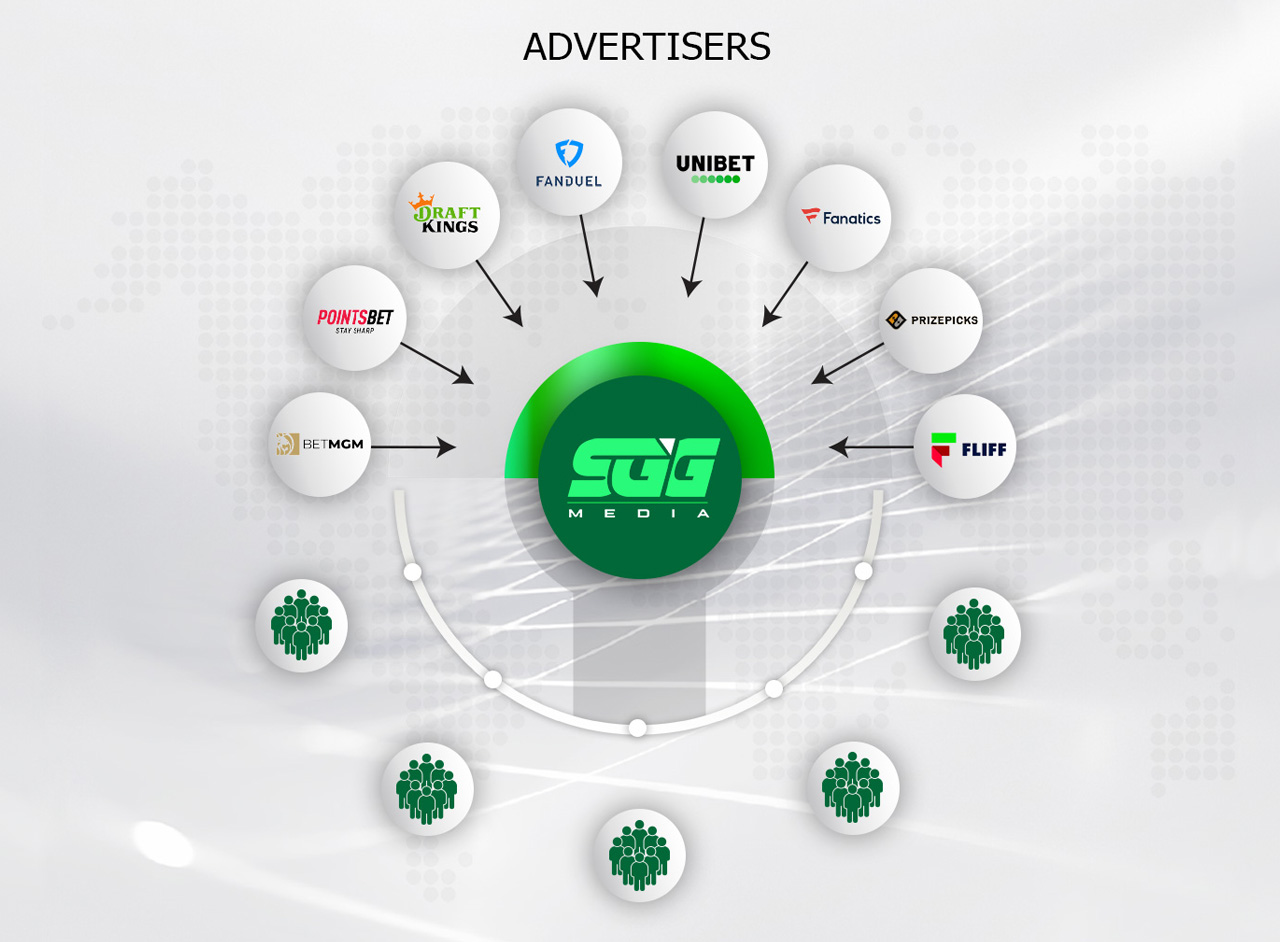 ADVERTISERS
FANDUEL
UNIBET
DRAFT
KINGS
Fanatics
POINTSBET
STAY SHARP
PRIZEPICKS
BETMGM
FLIFF
SGG
MEDIA